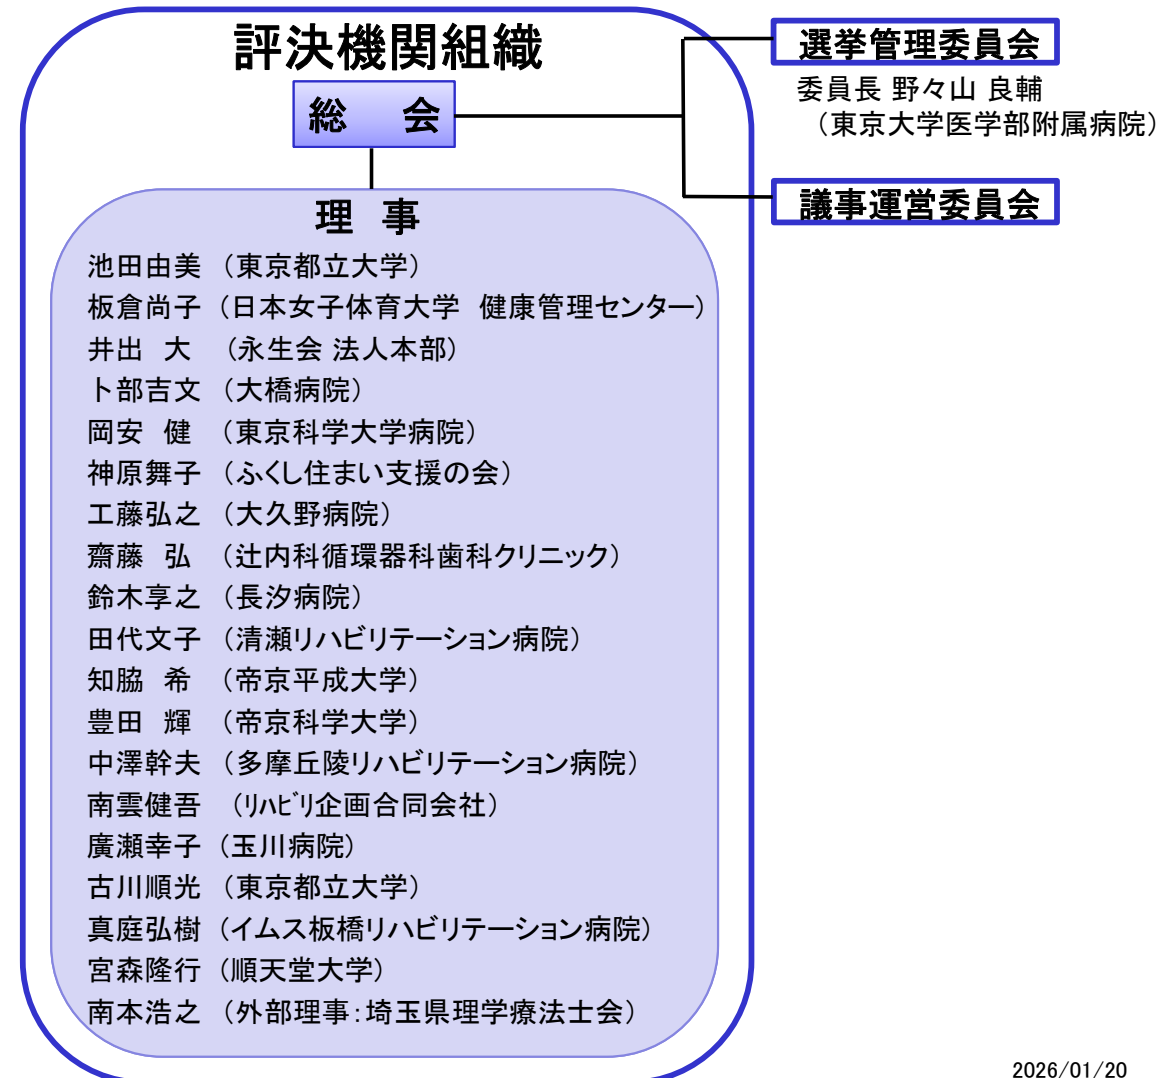 評決機関組織
総　会
選挙管理委員会
委員長 野々山 良輔
（東京大学医学部附属病院）
議事運営委員会
理 事
池田由美 （東京都立大学）
板倉尚子 （日本女子体育大学　健康管理センター）
井出　大 （永生会 法人本部）
卜部吉文 （大橋病院）
岡安　健 （東京科学大学病院）
神原舞子 （ふくし住まい支援の会）
工藤弘之 （大久野病院）
齋藤　弘 （辻内科循環器科歯科クリニック）
鈴木享之 （長汐病院）
田代文子 （清瀬リハビリテーション病院）
知脇　希 （帝京平成大学）
豊田　輝 （帝京科学大学）
中澤幹夫 （多摩丘陵リハビリテーション病院）
南雲健吾 （ﾘﾊﾋﾞﾘ企画合同会社）
廣瀬幸子 （玉川病院）
古川順光 （東京都立大学）
真庭弘樹 （イムス板橋リハビリテーション病院）
宮森隆行 （順天堂大学）
南本浩之 （外部理事：埼玉県理学療法士会）
2026/01/20